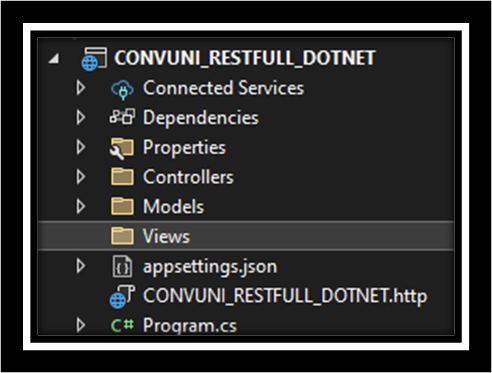 CONVUNI_RESTFULL_DOTNET
Connected Services
Dependencies
Properties
Controllers
Models
Views
appsettings.json
CONVUNI_RESTFULL_DOTNET.http
C# Program.cs